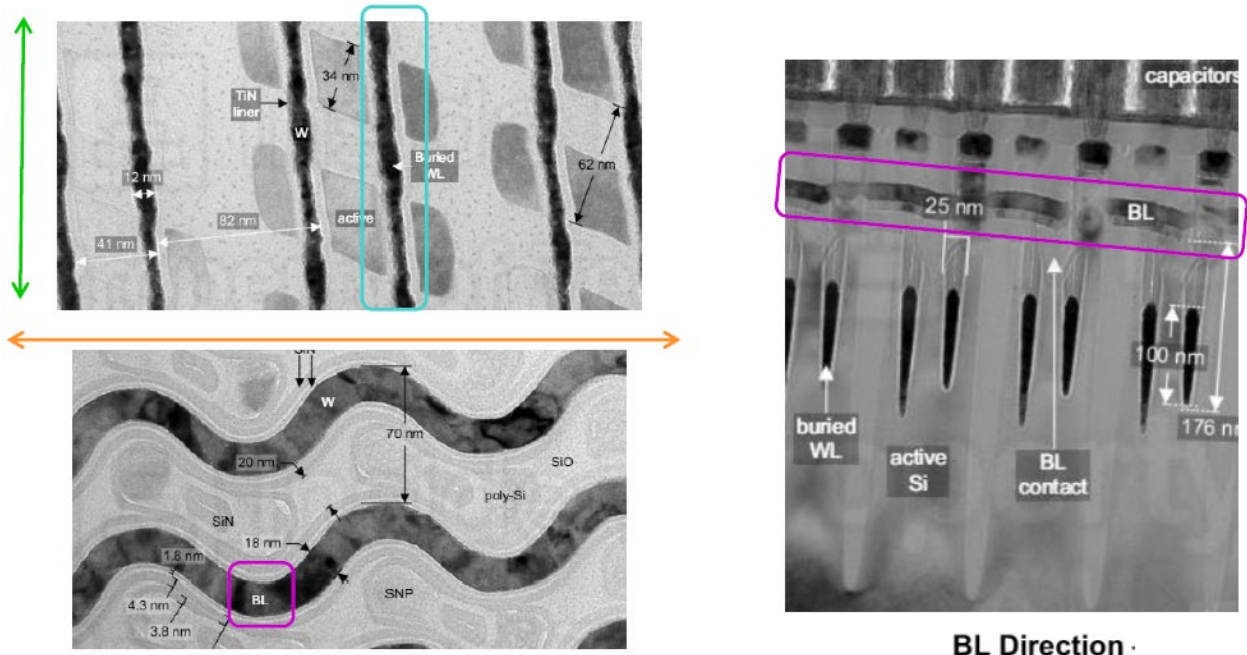 34 nm
TiN
liner
W
Buried
WL
62 nm
12 nm
82 nm
active
41 nm
SiN
W
70 nm
20 nm
SiO
poly-Si
SiN
18 nm
1.8 nm
BL
SNP
4.3 nm
3.8 nm
capacitors
25 nm
BL
100 nm
buried
WL
176 nm
active
Si
BL
contact
BL Direction